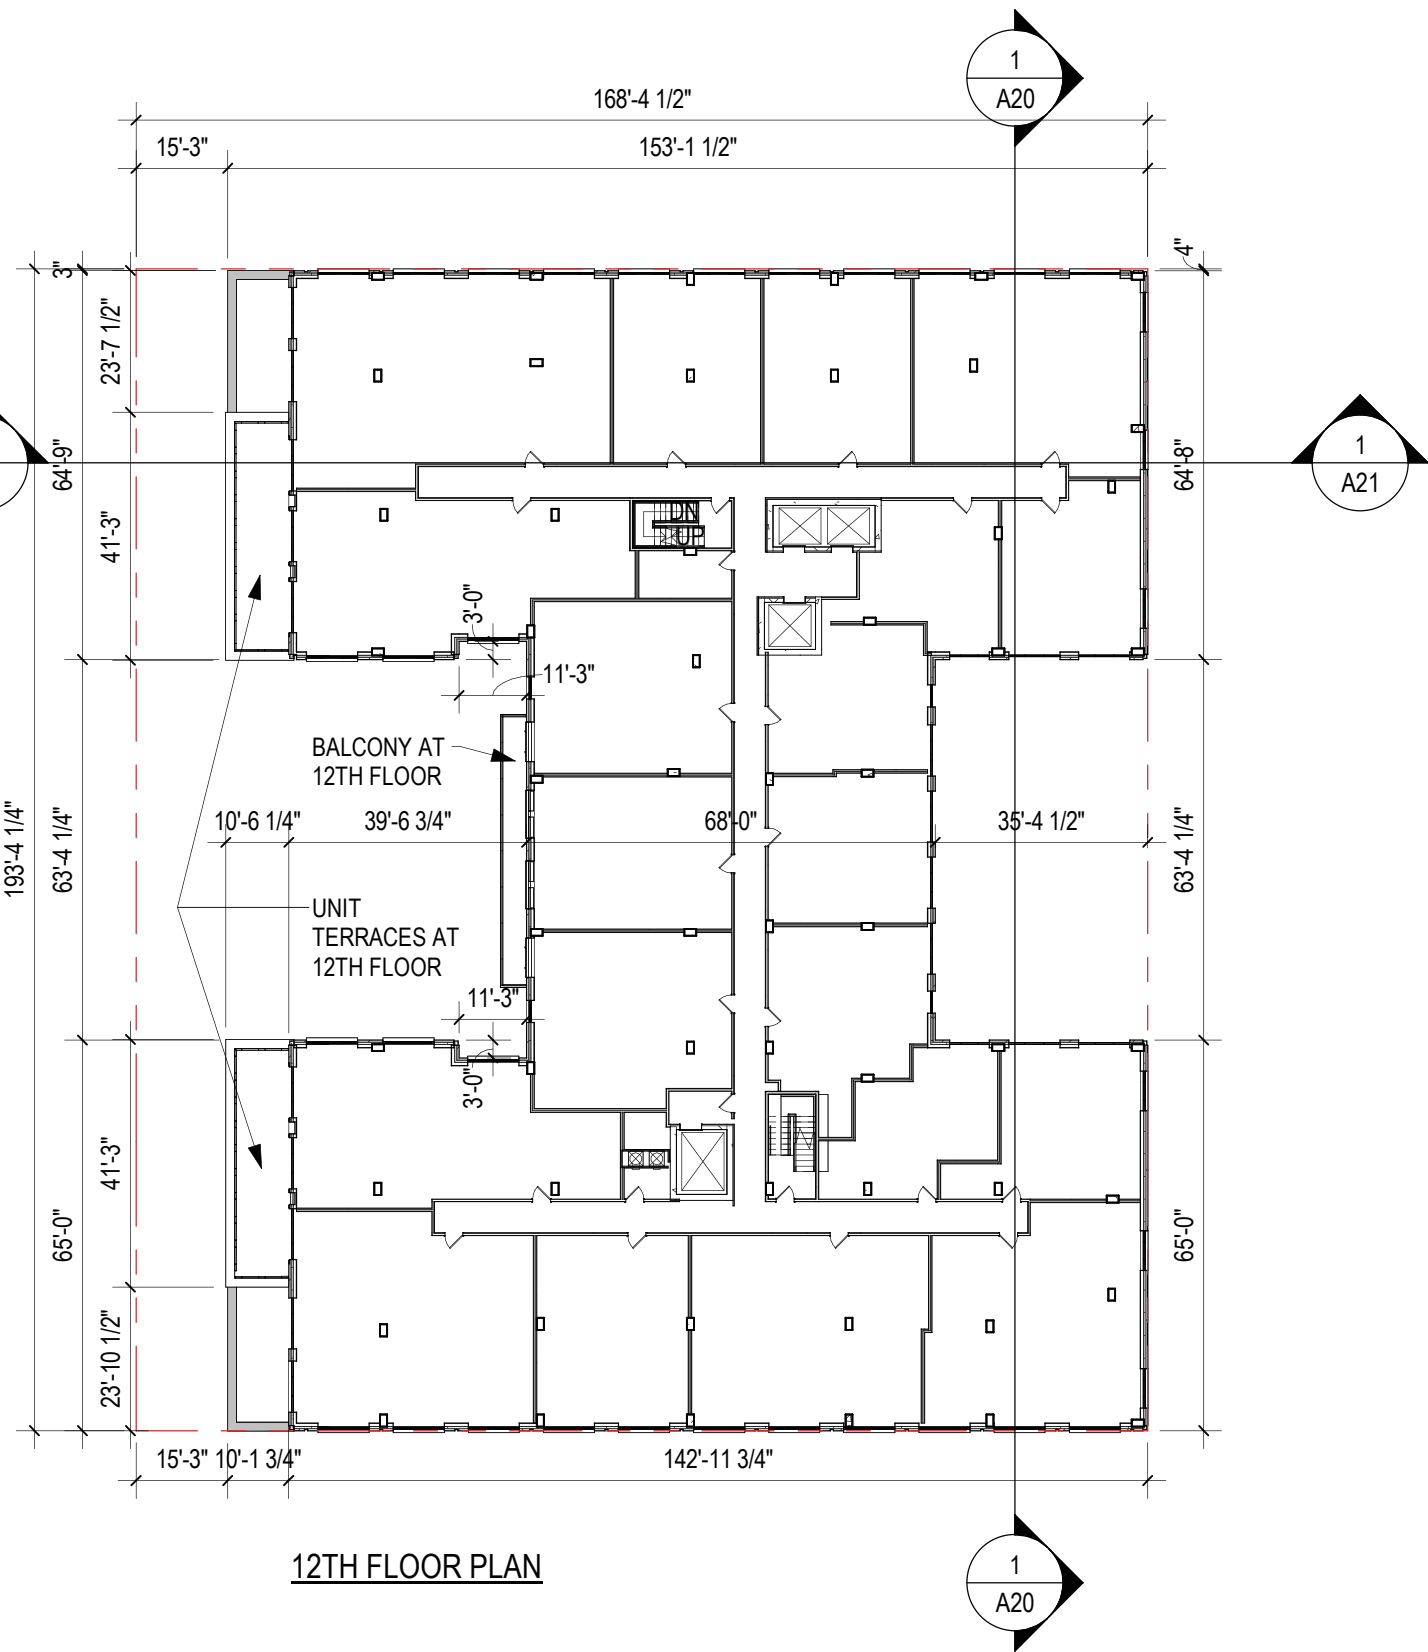 1
A20
168'-4 1/2"
15'-3"
153'-1 1/2"
3"
4"
23'-7 1/2"
64'-9"
64'-8"
1
A21
41'-3"
DN
UP
3'-0"
11'-3"
BALCONY AT
12TH FLOOR
193'-4 1/4"
63'-4 1/4"
10'-6 1/4"
39'-6 3/4"
68'-0"
35'-4 1/2"
63'-4 1/4"
UNIT
TERRACES AT
12TH FLOOR
11'-3"
3'-0"
41'-3"
65'-0"
65'-0"
23'-10 1/2"
15'-3"
10'-1 3/4"
142'-11 3/4"
12TH FLOOR PLAN
1
A20